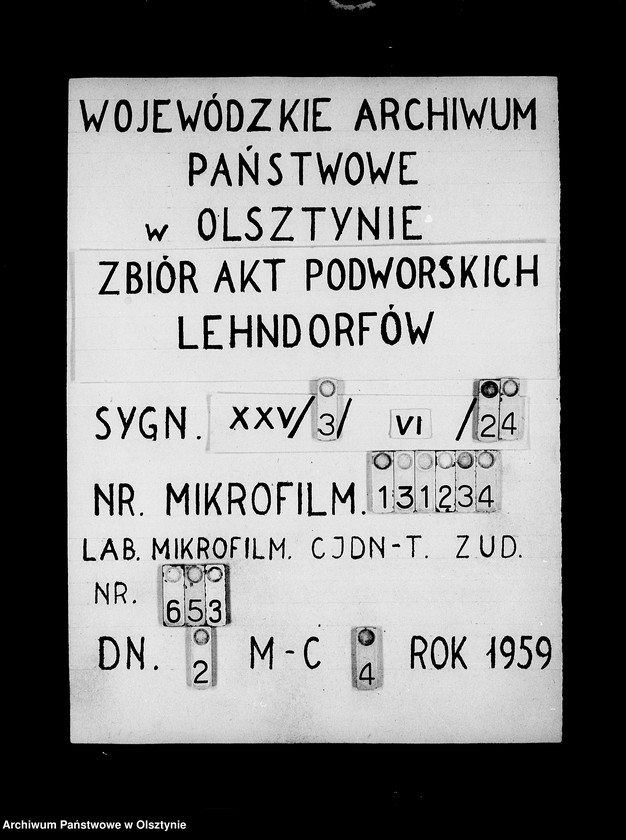 WOJEWÓDZKIE ARCHIWUM
PAŃSTWOWE
w OLSZTYNIE
ZBIÓR AKT PODWORSKICH
LEHNDORFÓW
SYGN. XXV/3/ VI /24
NR. MIKROFILM. 131234
LAB. MIKROFILM. CJDN-T. ZUD.
NR. 653
DN. 2 M-C 4 ROK 1959
Archiwum Państwowe w Olsztynie